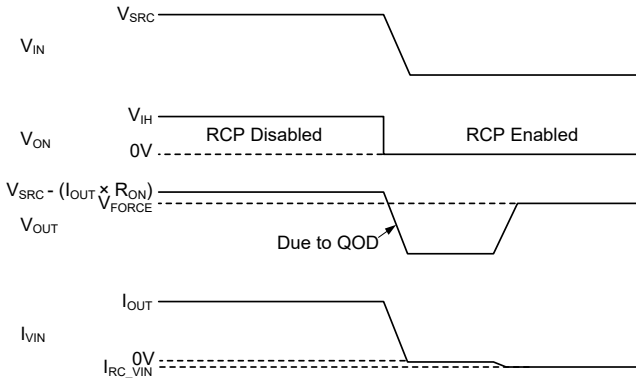 V_SRC
V_IN
V_IH
RCP Disabled
RCP Enabled
V_ON
0V
V_SRC - (I_OUT × R_ON)
V_FORCE
V_OUT
Due to QOD
I_OUT
I_VIN
0V
I_RC_VIN